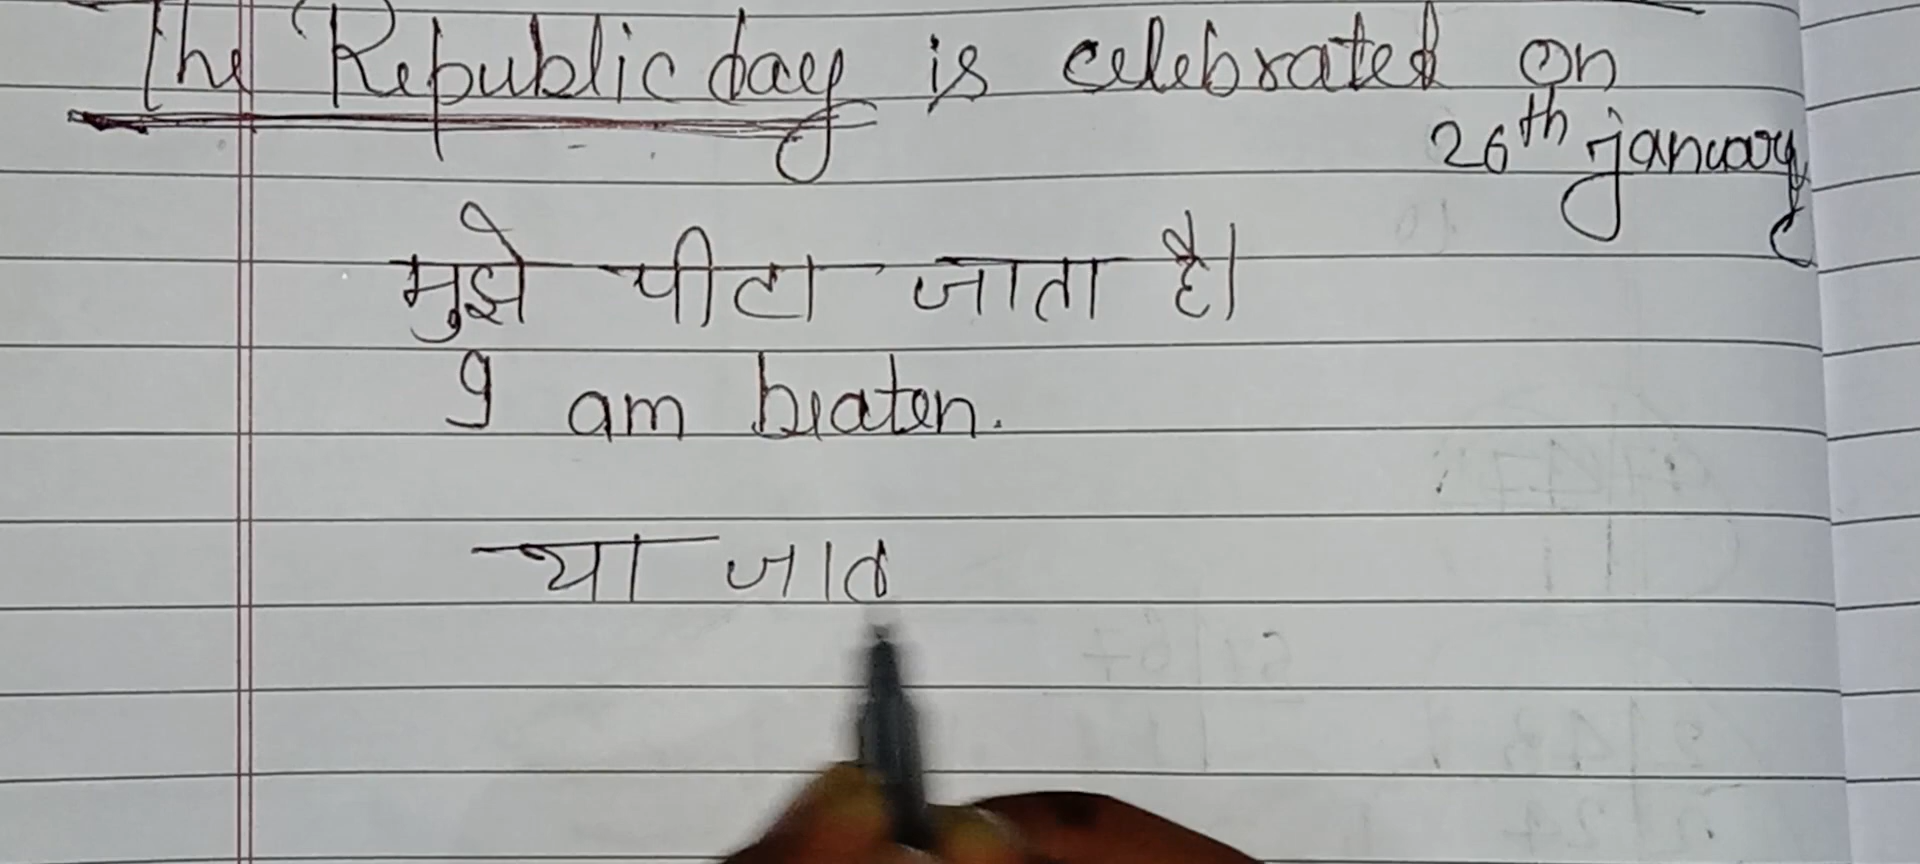 The Republic day is celebrated on
26th january
मुझे पीटा जाता है।
I am beaten.
या जात